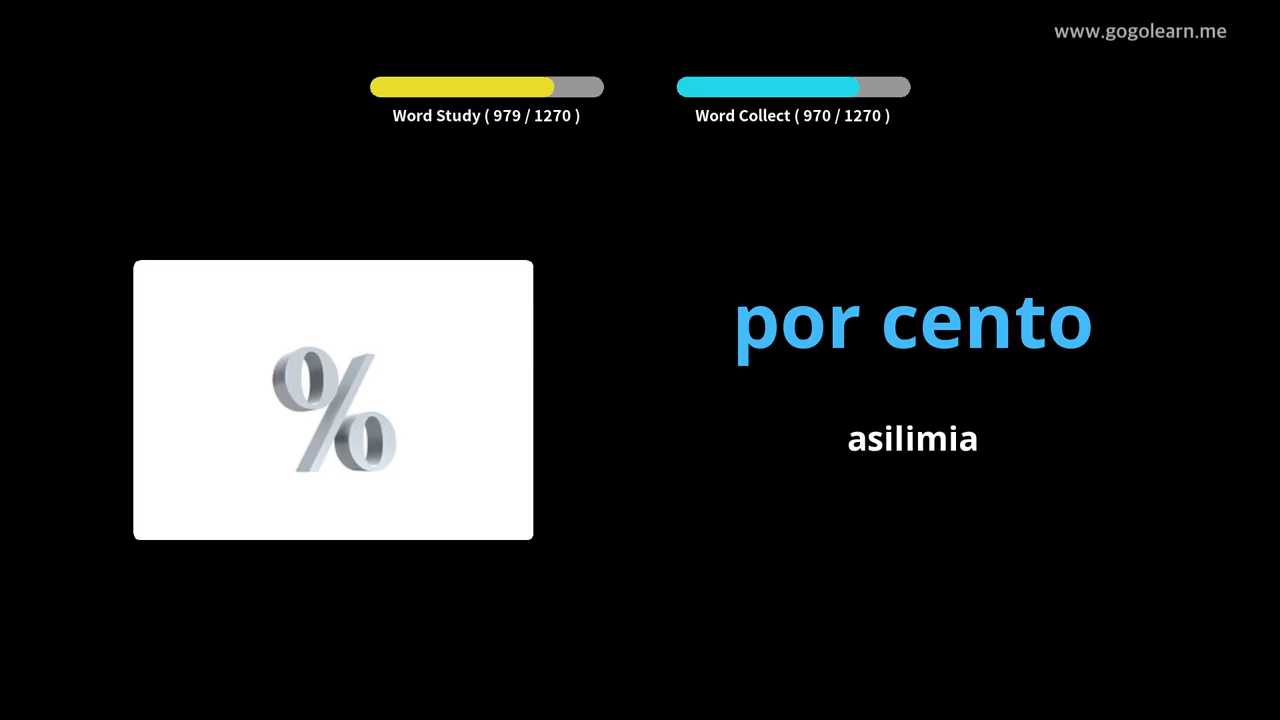 www.gogolearn.me
Word Study ( 979 / 1270 )
Word Collect ( 970 / 1270 )
%
por cento
asilimia